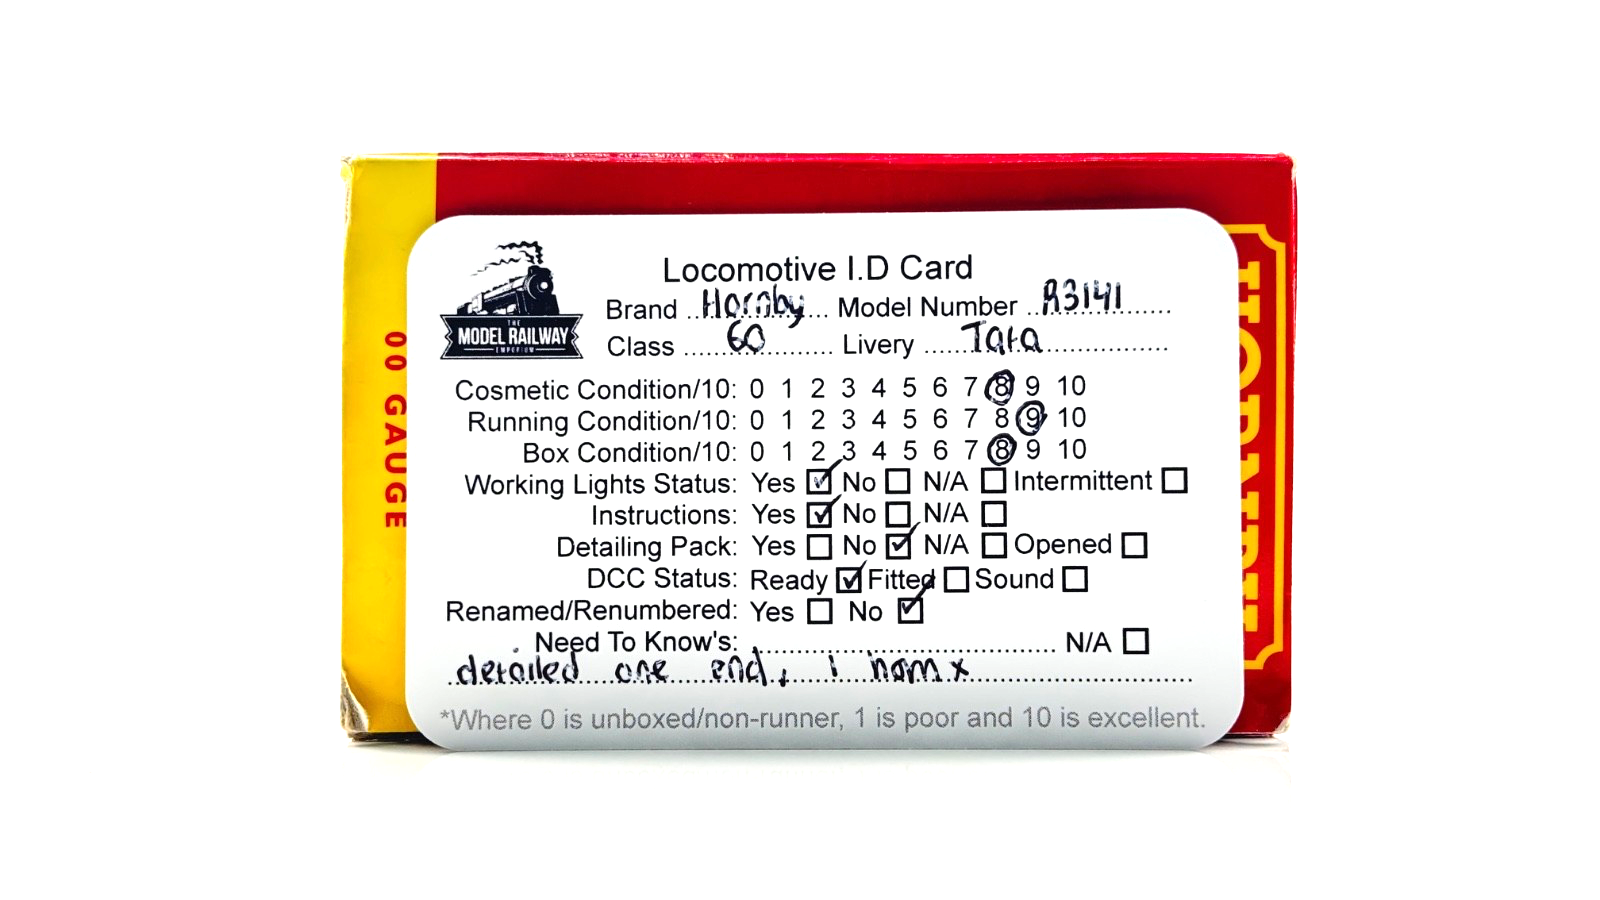 00 GAUGE
HORNBY
THE
MODEL RAILWAY
EMPORIUM
Locomotive I.D Card
Brand ..Hornby... Model Number ..R3141......
Class ......60......... Livery .....Tata................
Cosmetic Condition/10: 0 1 2 3 4 5 6 7 8 9 10
Running Condition/10: 0 1 2 3 4 5 6 7 8 9 10
Box Condition/10: 0 1 2 3 4 5 6 7 8 9 10
Working Lights Status: Yes ☑ No ☐ N/A ☐ Intermittent ☐
Instructions: Yes ☑ No ☐ N/A ☐
Detailing Pack: Yes ☐ No ☑ N/A ☐ Opened ☐
DCC Status: Ready ☑ Fitted ☐ Sound ☐
Renamed/Renumbered: Yes ☐ No ☑
Need To Know's: ....................................... N/A ☐
detailed one end, 1
*Where 0 is unboxed/non-runner, 1 is poor and 10 is excellent.